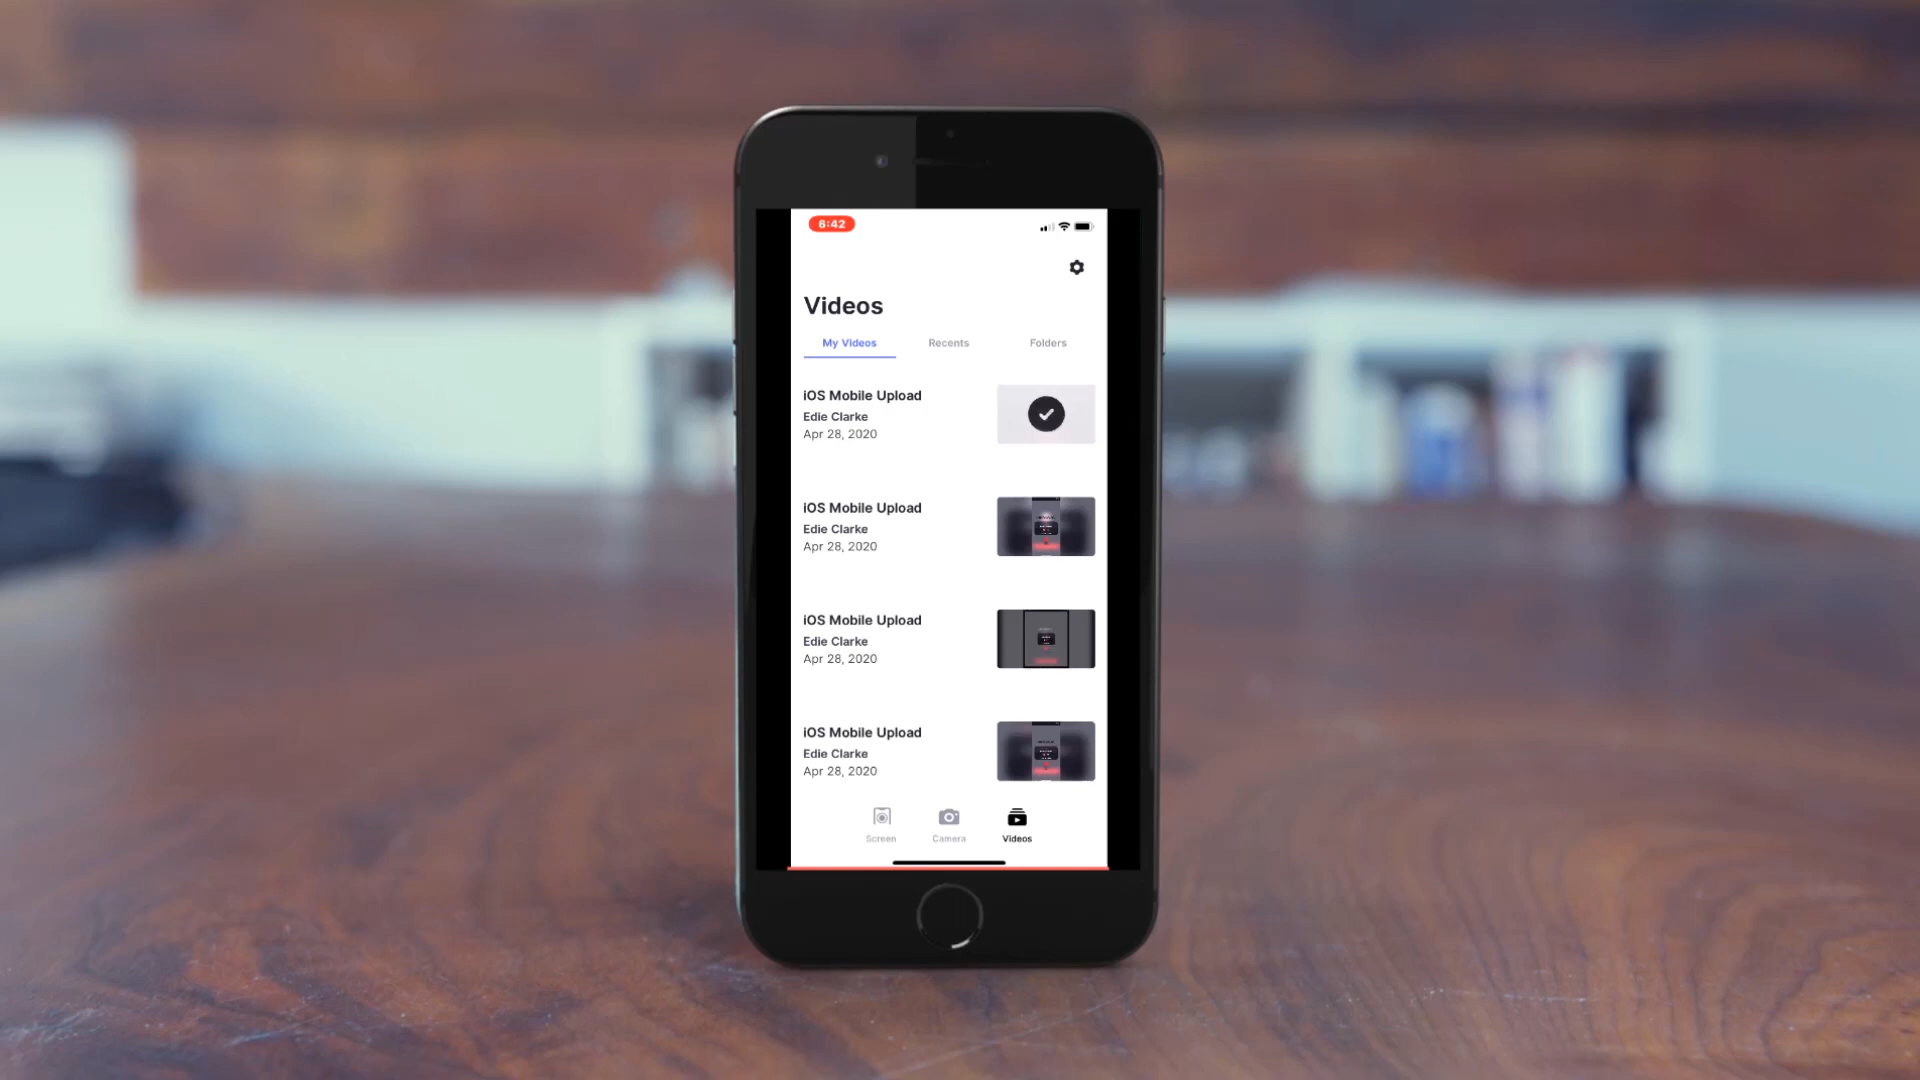 6:42
Videos
My Videos Recents Folders
iOS Mobile Upload
Edie Clarke
Apr 28, 2020
iOS Mobile Upload
Edie Clarke
Apr 28, 2020
iOS Mobile Upload
Edie Clarke
Apr 28, 2020
iOS Mobile Upload
Edie Clarke
Apr 28, 2020
Screen Camera Videos